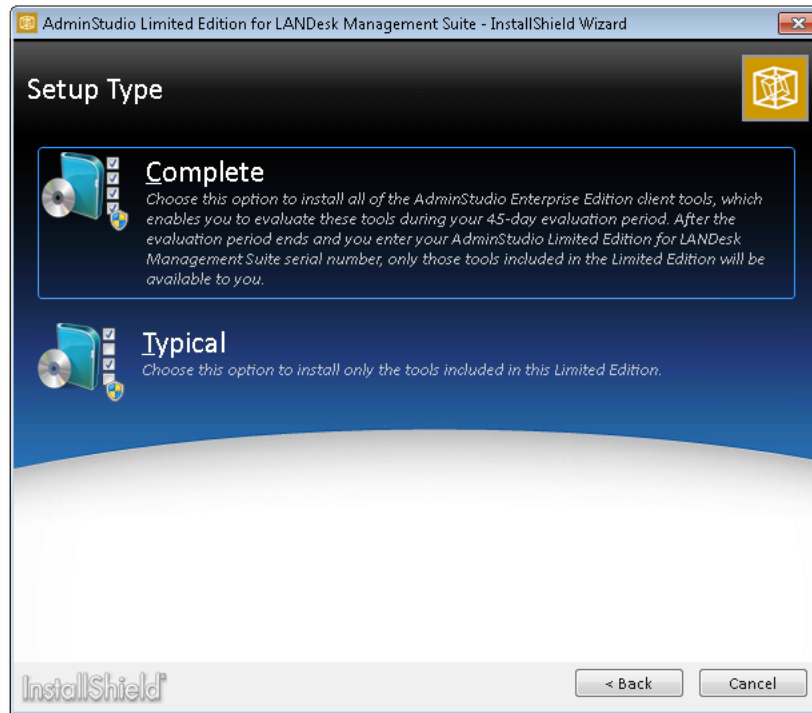 AdminStudio Limited Edition for LANDesk Management Suite - InstallShield Wizard
Setup Type
Complete
Choose this option to install all of the AdminStudio Enterprise Edition client tools, which
enables you to evaluate these tools during your 45-day evaluation period. After the
evaluation period ends and you enter your AdminStudio Limited Edition for LANDesk
Management Suite serial number, only those tools included in the Limited Edition will be
available to you.
Typical
Choose this option to install only the tools included in this Limited Edition.
InstallShield®
< Back
Cancel